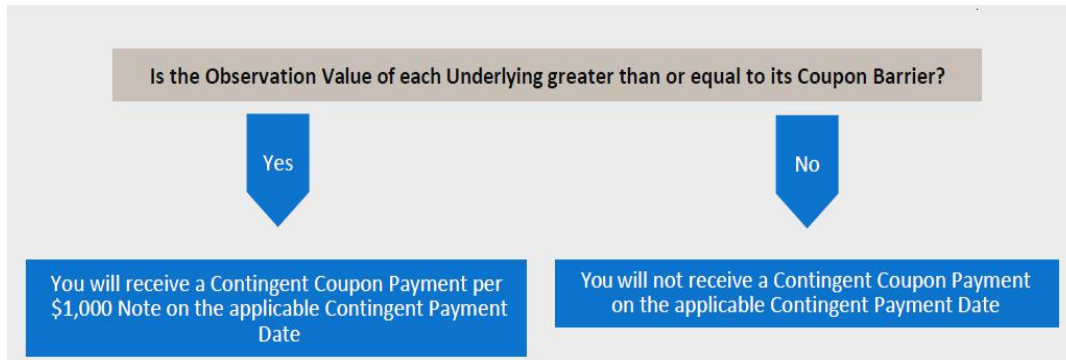 Is the Observation Value of each Underlying greater than or equal to its Coupon Barrier?
Yes
No
You will receive a Contingent Coupon Payment per
$1,000 Note on the applicable Contingent Payment
Date
You will not receive a Contingent Coupon Payment
on the applicable Contingent Payment Date